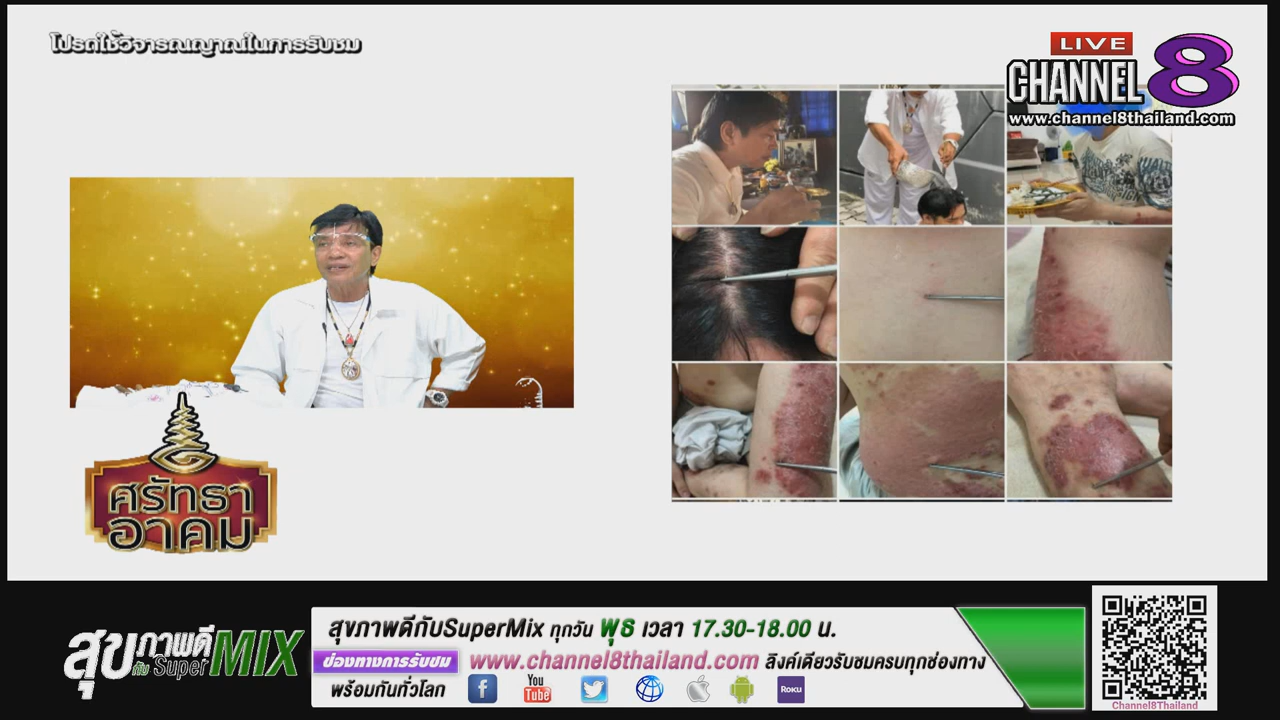 โปรดใช้วิจารณญาณในการรับชม
LIVE
CHANNEL 8
www.channel8thailand.com
ศรัทธา
อาคม
สุขภาพดี
กับ SuperMIX
สุขภาพดีกับSuperMix ทุกวัน พุธ เวลา 17.30-18.00 น.
ช่องทางการรับชม www.channel8thailand.com ลิงค์เดียวรับชมครบทุกช่องทาง
พร้อมกันทั่วโลก
You
Tube
ROKU
Channel8Thailand